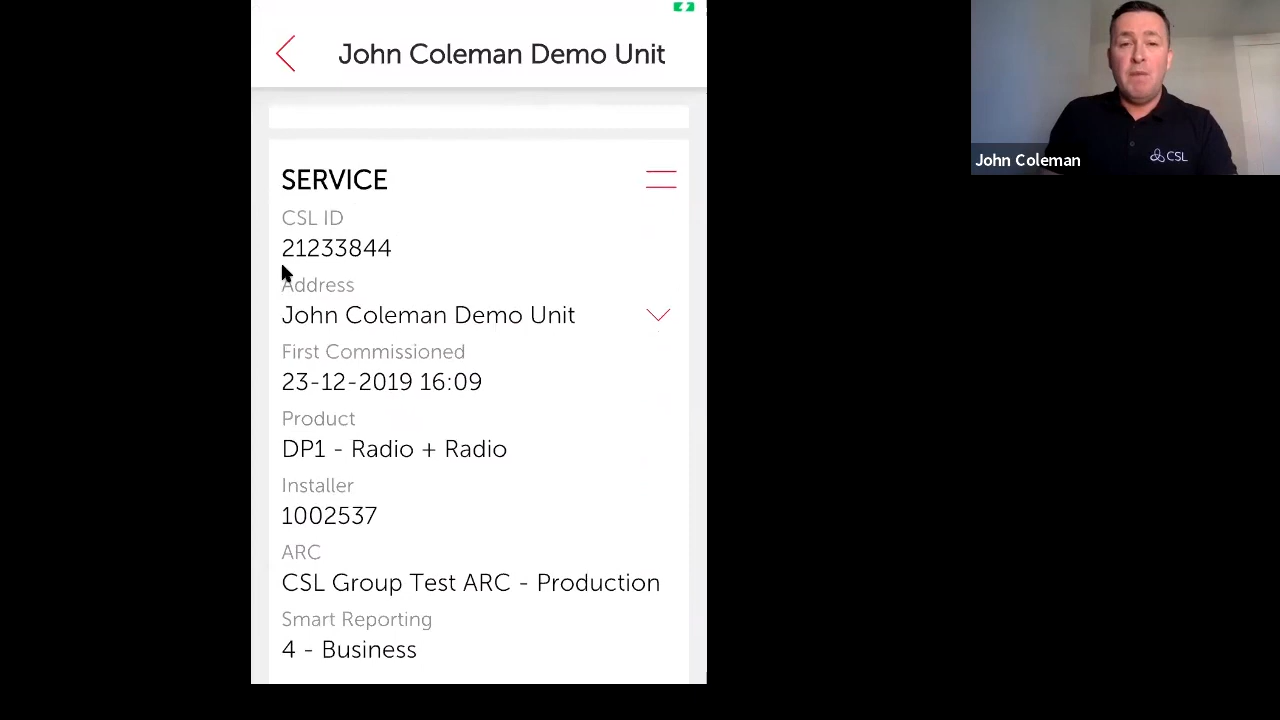 John Coleman Demo Unit
SERVICE
CSL ID
21233844
Address
John Coleman Demo Unit
First Commissioned
23-12-2019 16:09
Product
DP1 - Radio + Radio
Installer
1002537
ARC
CSL Group Test ARC - Production
Smart Reporting
4 - Business
CSL
John Coleman